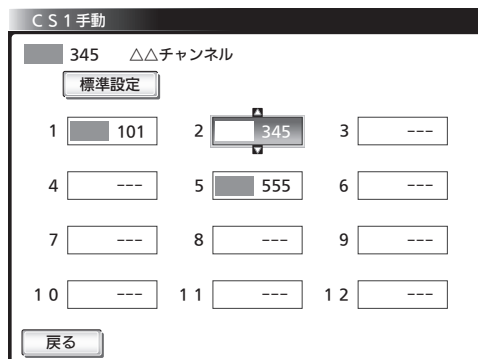 CS1手動
345 △△チャンネル
標準設定
1 101 2 345 3 ---
4 --- 5 555 6 ---
7 --- 8 --- 9 ---
10 --- 11 --- 12 ---
戻る